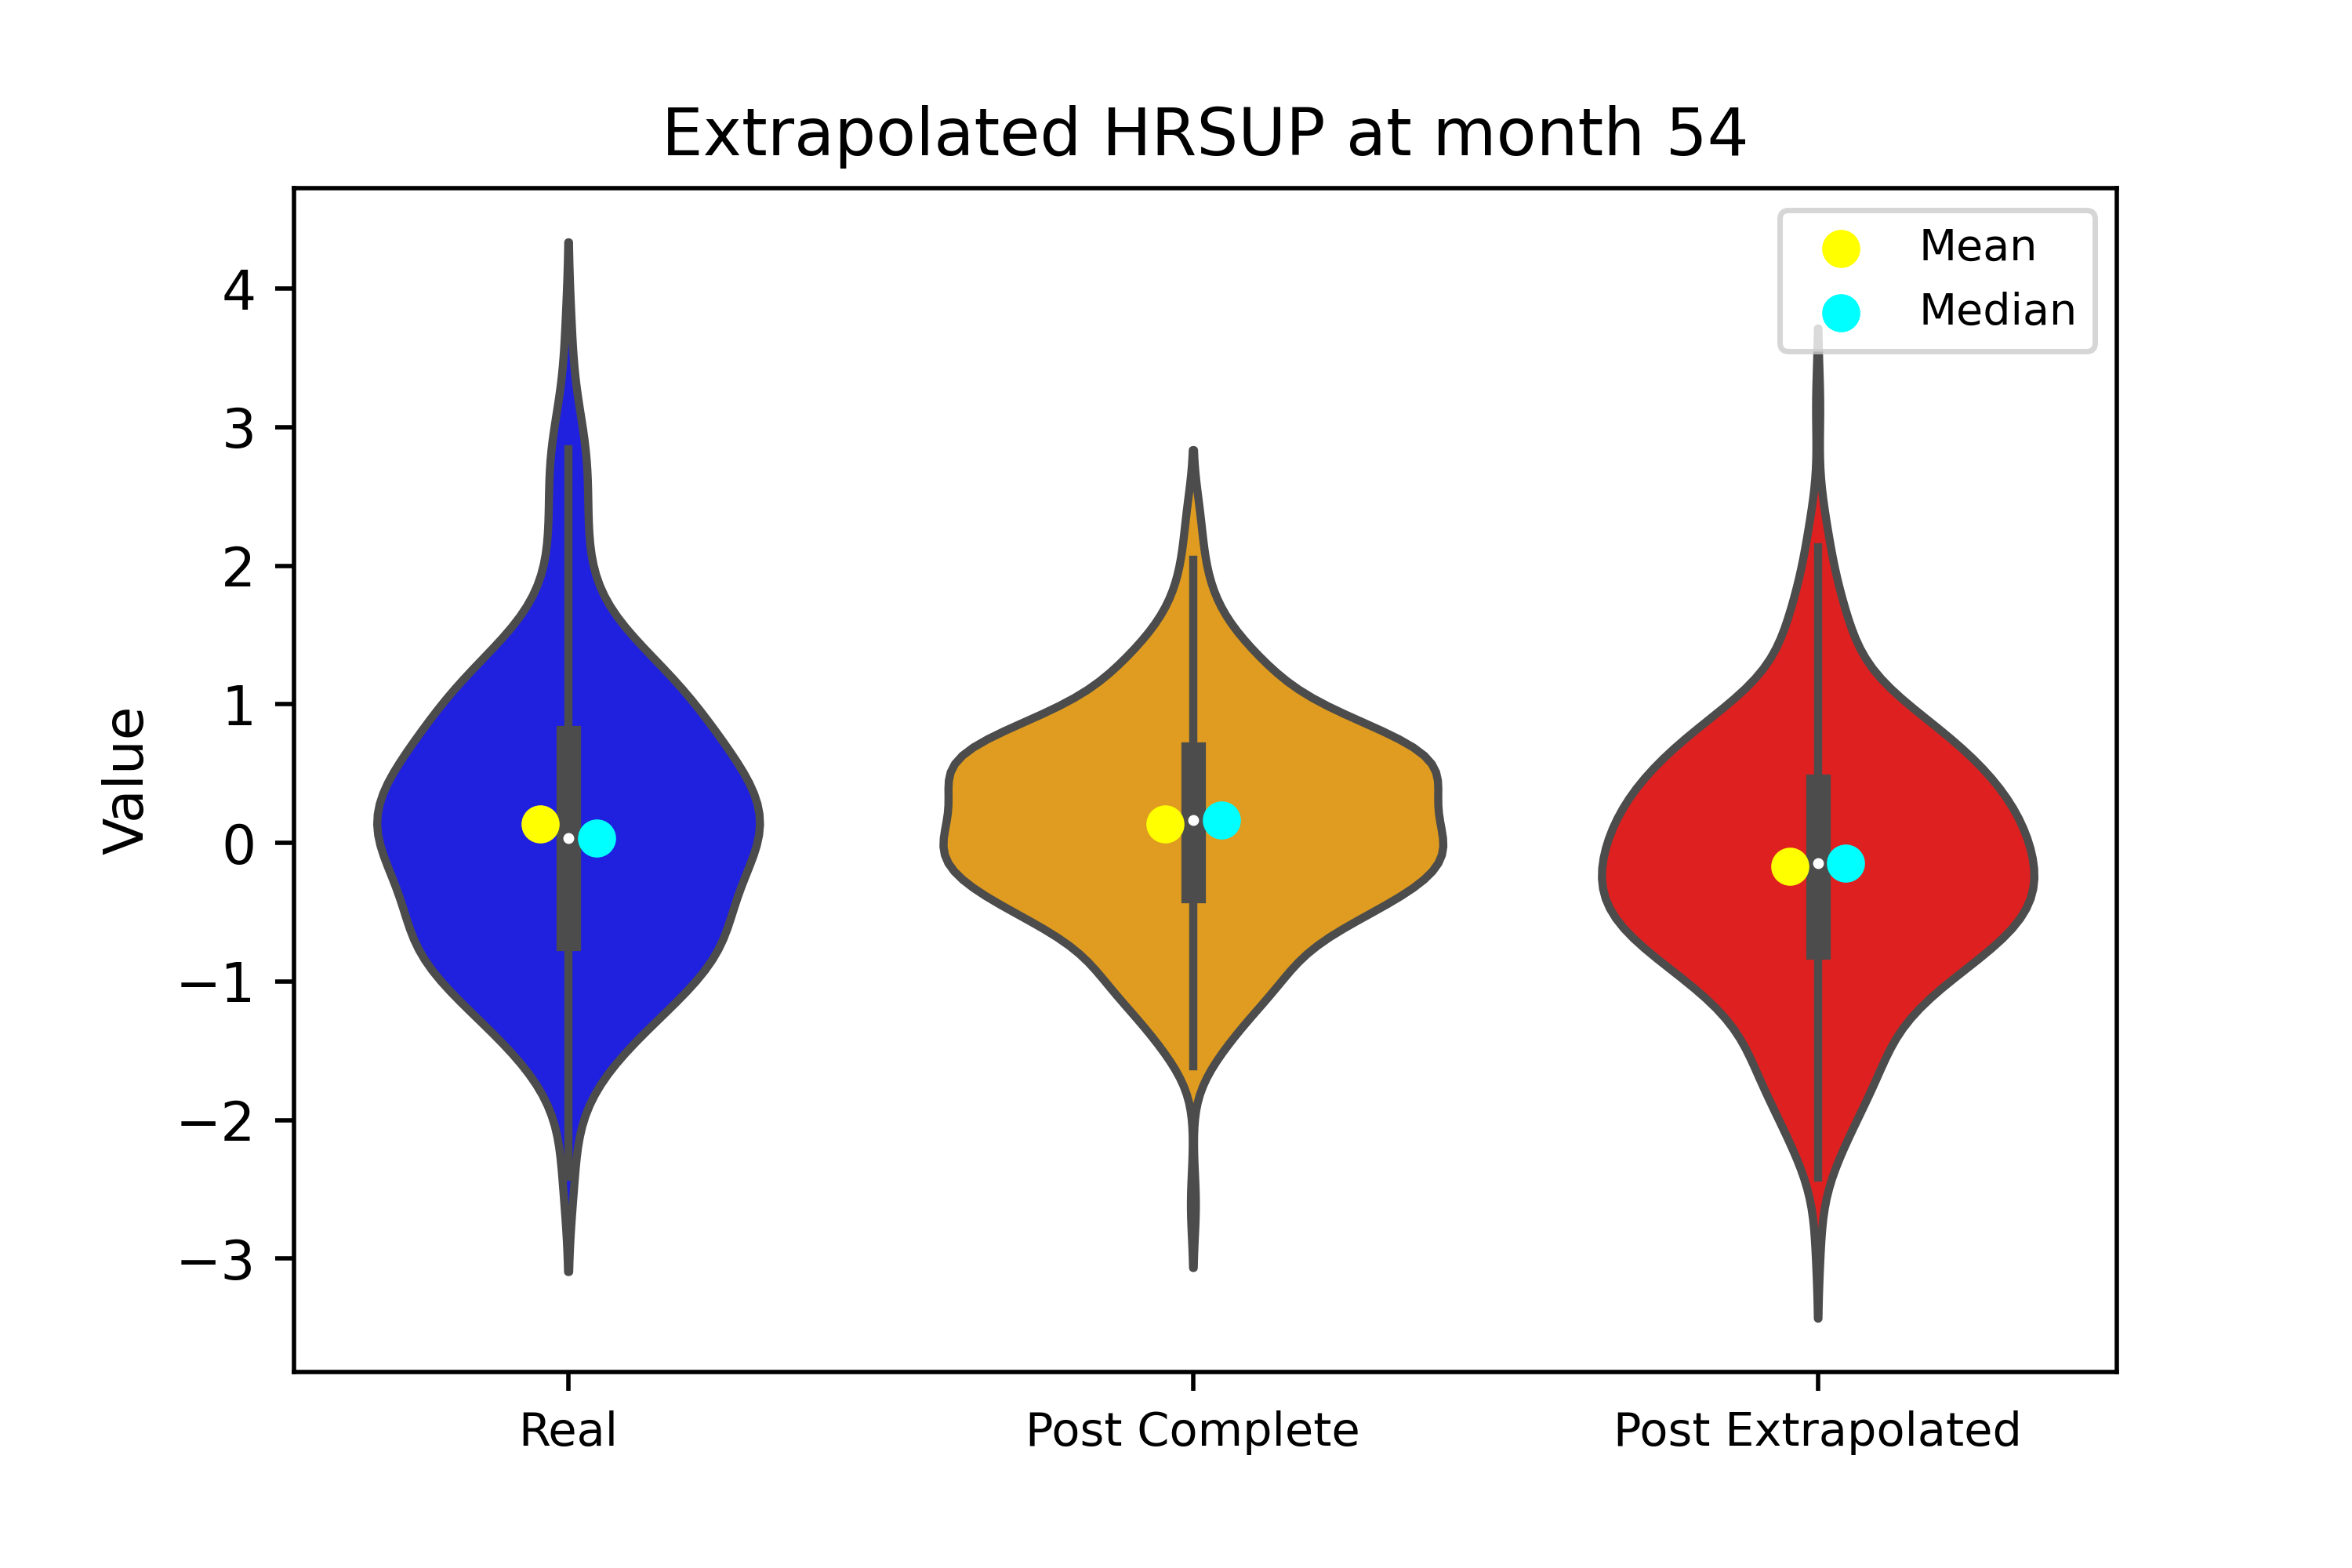 Extrapolated HRSUP at month 54
Mean
Median
4
3
2
1
0
−1
−2
−3
Value
Real
Post Complete
Post Extrapolated